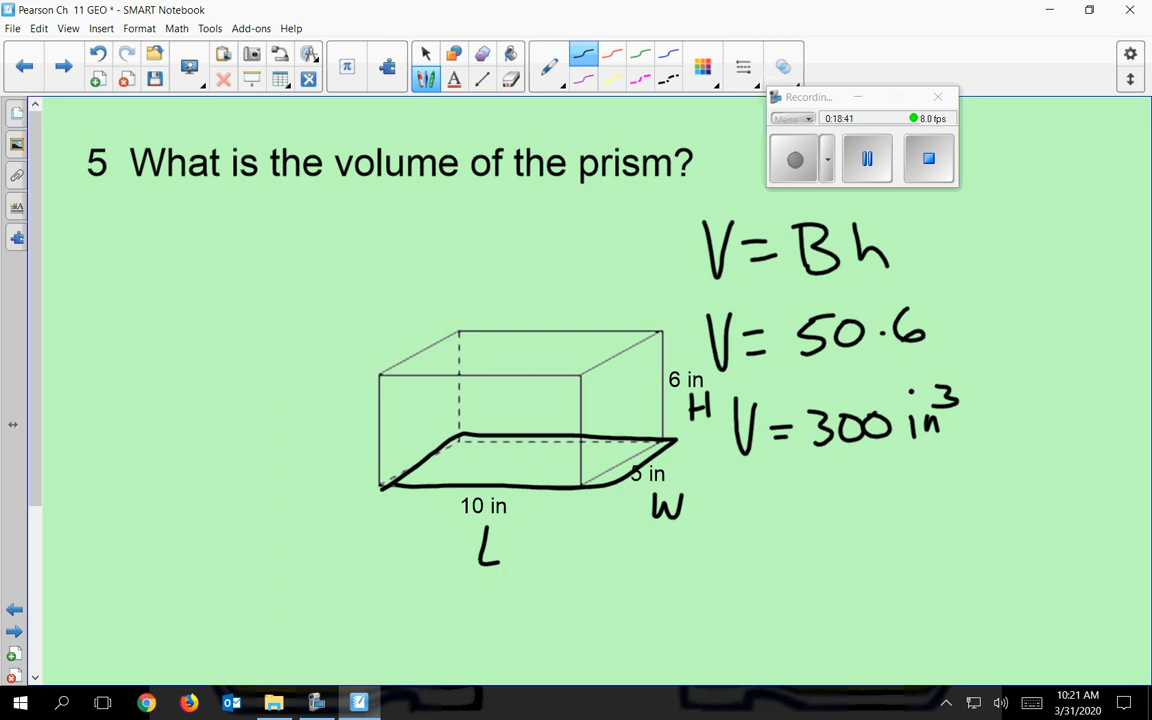 Pearson Ch 11 GEO * - SMART Notebook
File Edit View Insert Format Math Tools Add-ons Help
Recordin...
Menu 0:18:41 8.0 fps
5 What is the volume of the prism?
V = Bh
V = 50·6
6 in
H
V = 300 in³
5 in
10 in
W
L
10:21 AM
3/31/2020